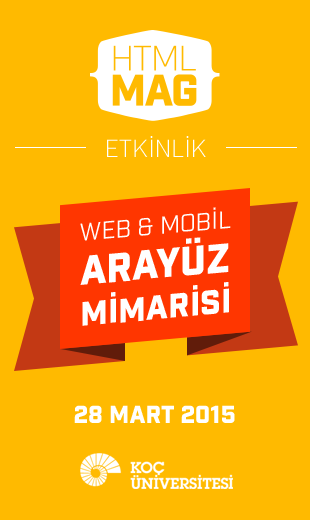 HTML
MAG
ETKİNLİK
WEB & MOBİL
ARAYÜZ
MİMARİSİ
28 MART 2015
KOÇ
ÜNİVERSİTESİ